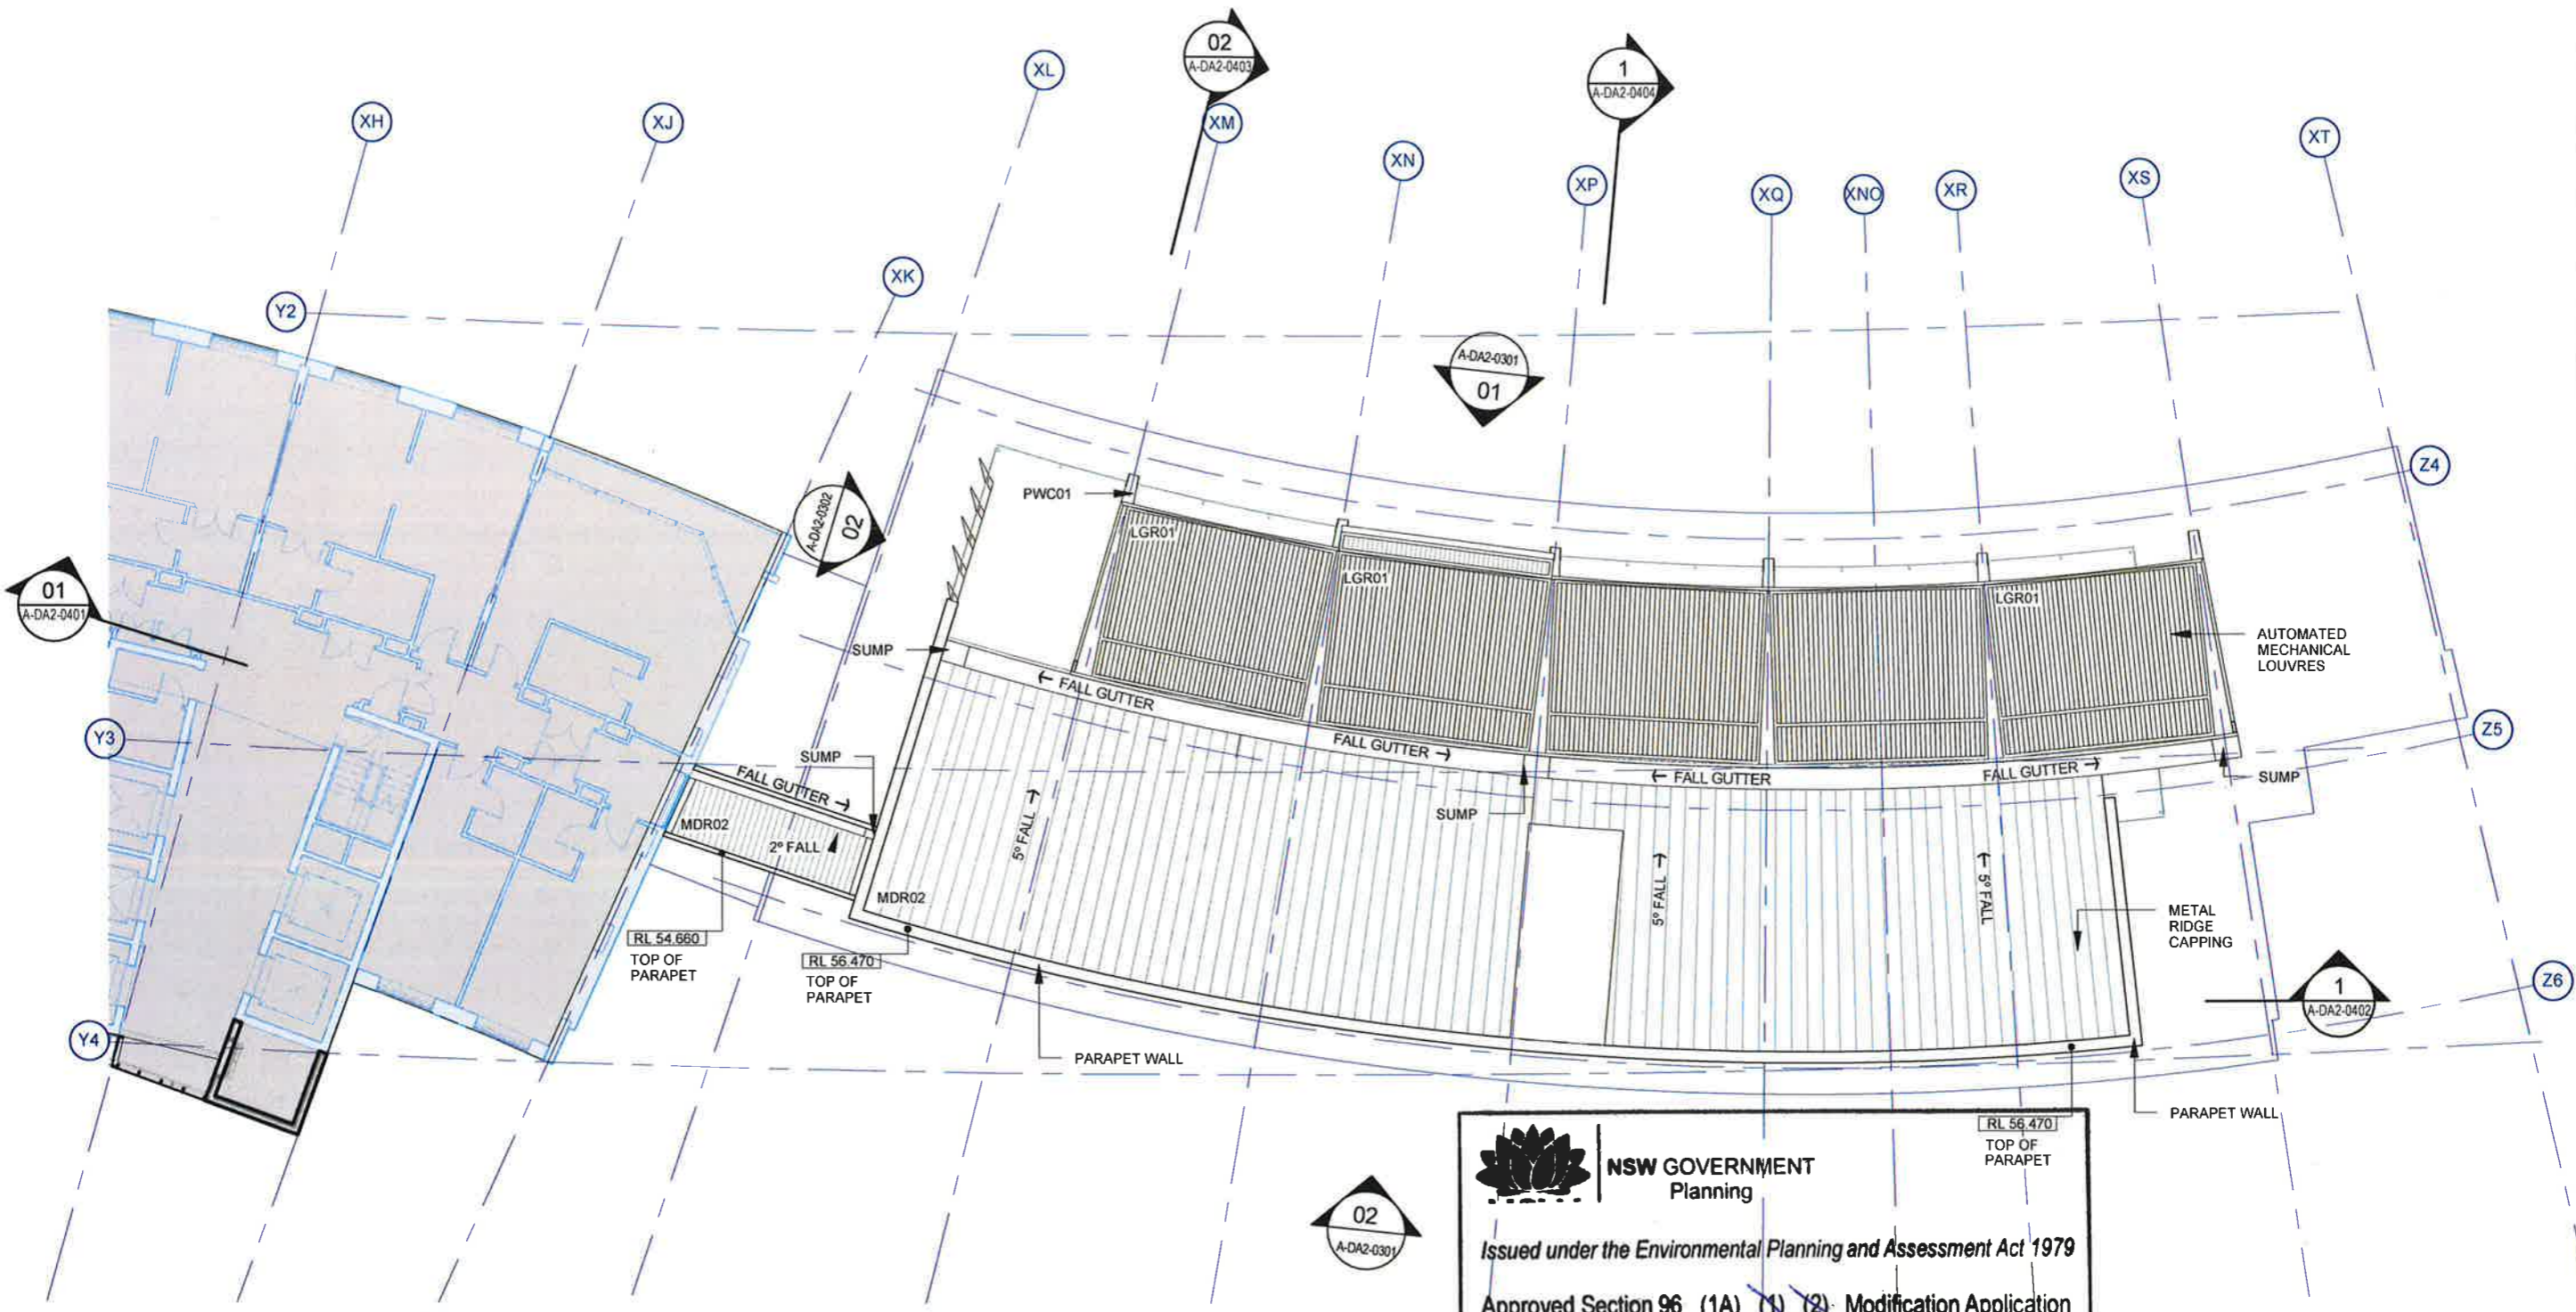 02
A-DA2-0403
1
A-DA2-0404
XL
XH
XJ
XM
XN
XP
XQ
XNO
XR
XS
XT
XK
Y2
A-DA2-0301
01
Z4
A-DA2-0302
02
PWC01
LGR01
LGR01
LGR01
01
A-DA2-0401
AUTOMATED
MECHANICAL
LOUVRES
SUMP
← FALL GUTTER
Y3
Z5
SUMP
FALL GUTTER →
FALL GUTTER →
← FALL GUTTER
FALL GUTTER →
SUMP
SUMP
MDR02
2° FALL
5° FALL →
5° FALL →
← 5° FALL
MDR02
METAL
RIDGE
CAPPING
RL 54.660
TOP OF
PARAPET
RL 56.470
TOP OF
PARAPET
Z6
1
A-DA2-0402
Y4
PARAPET WALL
PARAPET WALL
RL 56.470
TOP OF
PARAPET
NSW GOVERNMENT
Planning
02
A-DA2-0301
Issued under the Environmental Planning and Assessment Act 1979
Approved Section 96 (1A) (1) (2) Modification Application